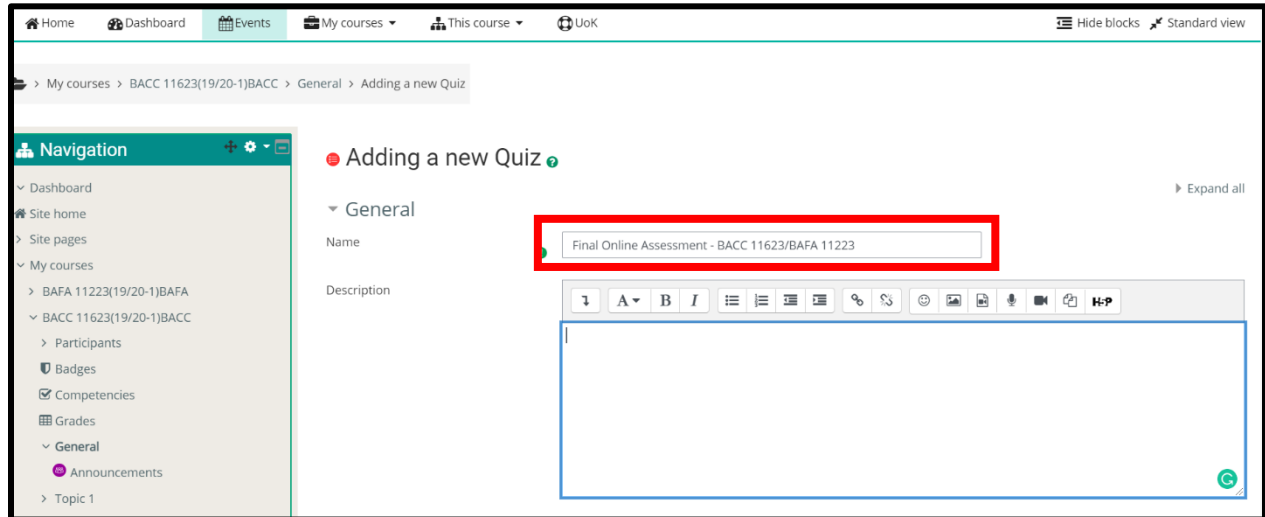 Home Dashboard Events My courses This course UoK Hide blocks Standard view
> My courses > BACC 11623(19/20-1)BACC > General > Adding a new Quiz
Navigation
Adding a new Quiz
Dashboard
Expand all
Site home
General
Site pages
Name
Final Online Assessment - BACC 11623/BAFA 11223
My courses
BAFA 11223(19/20-1)BAFA
Description
A B I H5P
BACC 11623(19/20-1)BACC
Participants
Badges
Competencies
Grades
General
Announcements
Topic 1